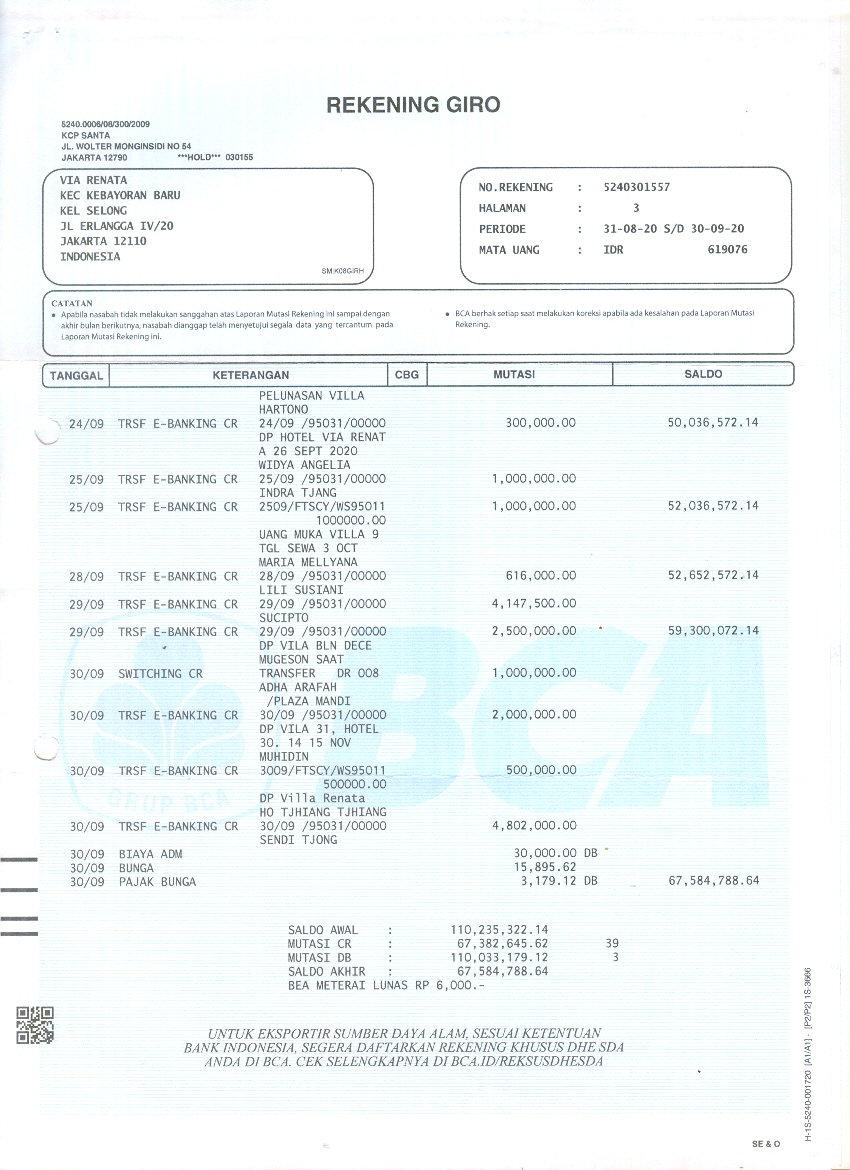 REKENING GIRO
5240.0006/08/300/2009
KCP SANTA
JL. WOLTER MONGINSIDI NO 54
JAKARTA 12790 ***HOLD*** 030155
VIA RENATA
KEC KEBAYORAN BARU
KEL SELONG
JL ERLANGGA IV/20
JAKARTA 12110
INDONESIA
SM:K08GIRH
NO.REKENING : 5240301557
HALAMAN : 3
PERIODE : 31-08-20 S/D 30-09-20
MATA UANG : IDR 619076
CATATAN
• Apabila nasabah tidak melakukan sanggahan atas Laporan Mutasi Rekening ini sampai dengan
akhir bulan berikutnya, nasabah dianggap telah menyetujui segala data yang tercantum pada
Laporan Mutasi Rekening ini.
• BCA berhak setiap saat melakukan koreksi apabila ada kesalahan pada Laporan Mutasi
Rekening.
TANGGAL KETERANGAN CBG MUTASI SALDO
PELUNASAN VILLA
HARTONO
24/09 TRSF E-BANKING CR 24/09 /95031/00000 300,000.00 50,036,572.14
DP HOTEL VIA RENAT
A 26 SEPT 2020
WIDYA ANGELIA
25/09 TRSF E-BANKING CR 25/09 /95031/00000 1,000,000.00
INDRA TJANG
25/09 TRSF E-BANKING CR 2509/FTSCY/WS95011 1,000,000.00 52,036,572.14
1000000.00
UANG MUKA VILLA 9
TGL SEWA 3 OCT
MARIA MELLYANA
28/09 TRSF E-BANKING CR 28/09 /95031/00000 616,000.00 52,652,572.14
LILI SUSIANI
29/09 TRSF E-BANKING CR 29/09 /95031/00000 4,147,500.00
SUCIPTO
29/09 TRSF E-BANKING CR 29/09 /95031/00000 2,500,000.00 59,300,072.14
DP VILA BLN DECE
MUGESON SAAT
30/09 SWITCHING CR TRANSFER DR 008 1,000,000.00
ADHA ARAFAH
/PLAZA MANDI
30/09 TRSF E-BANKING CR 30/09 /95031/00000 2,000,000.00
DP VILA 31, HOTEL
30. 14 15 NOV
MUHIDIN
30/09 TRSF E-BANKING CR 3009/FTSCY/WS95011 500,000.00
500000.00
DP Villa Renata
HO TJHIANG TJHIANG
30/09 TRSF E-BANKING CR 30/09 /95031/00000 4,802,000.00
SENDI TJONG
30/09 BIAYA ADM 30,000.00 DB
30/09 BUNGA 15,895.62
30/09 PAJAK BUNGA 3,179.12 DB 67,584,788.64
GRUP BCA
BCA
SALDO AWAL : 110,235,322.14
MUTASI CR : 67,382,645.62 39
MUTASI DB : 110,033,179.12 3
SALDO AKHIR : 67,584,788.64
BEA METERAI LUNAS RP 6,000.-
UNTUK EKSPORTIR SUMBER DAYA ALAM, SESUAI KETENTUAN
BANK INDONESIA, SEGERA DAFTARKAN REKENING KHUSUS DHE SDA
ANDA DI BCA. CEK SELENGKAPNYA DI BCA.ID/REKSUSDHESDA
H-1S-5240-001720 [A1/A1] - [P2/P2] 1S-3666
SE & O